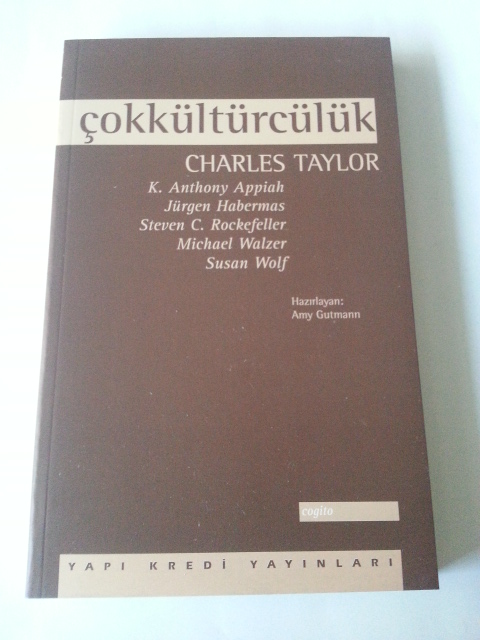 çokkültürcülük
CHARLES TAYLOR
K. Anthony Appiah
Jürgen Habermas
Steven C. Rockefeller
Michael Walzer
Susan Wolf
Hazırlayan:
Amy Gutmann
cogito
YAPI KREDİ YAYINLARI